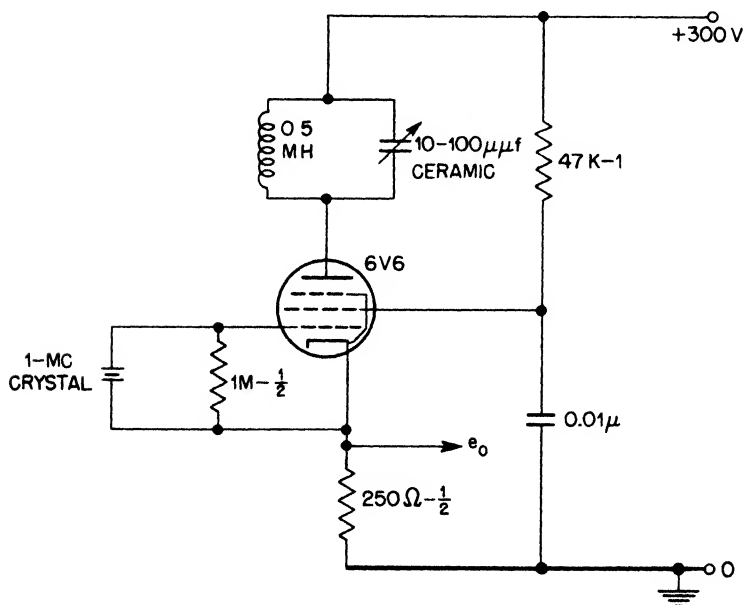 +300 V
0 5
MH
10-100μμf
CERAMIC
47 K-1
6V6
1-MC
CRYSTAL
1M-½
0.01μ
e₀
250Ω-½
0